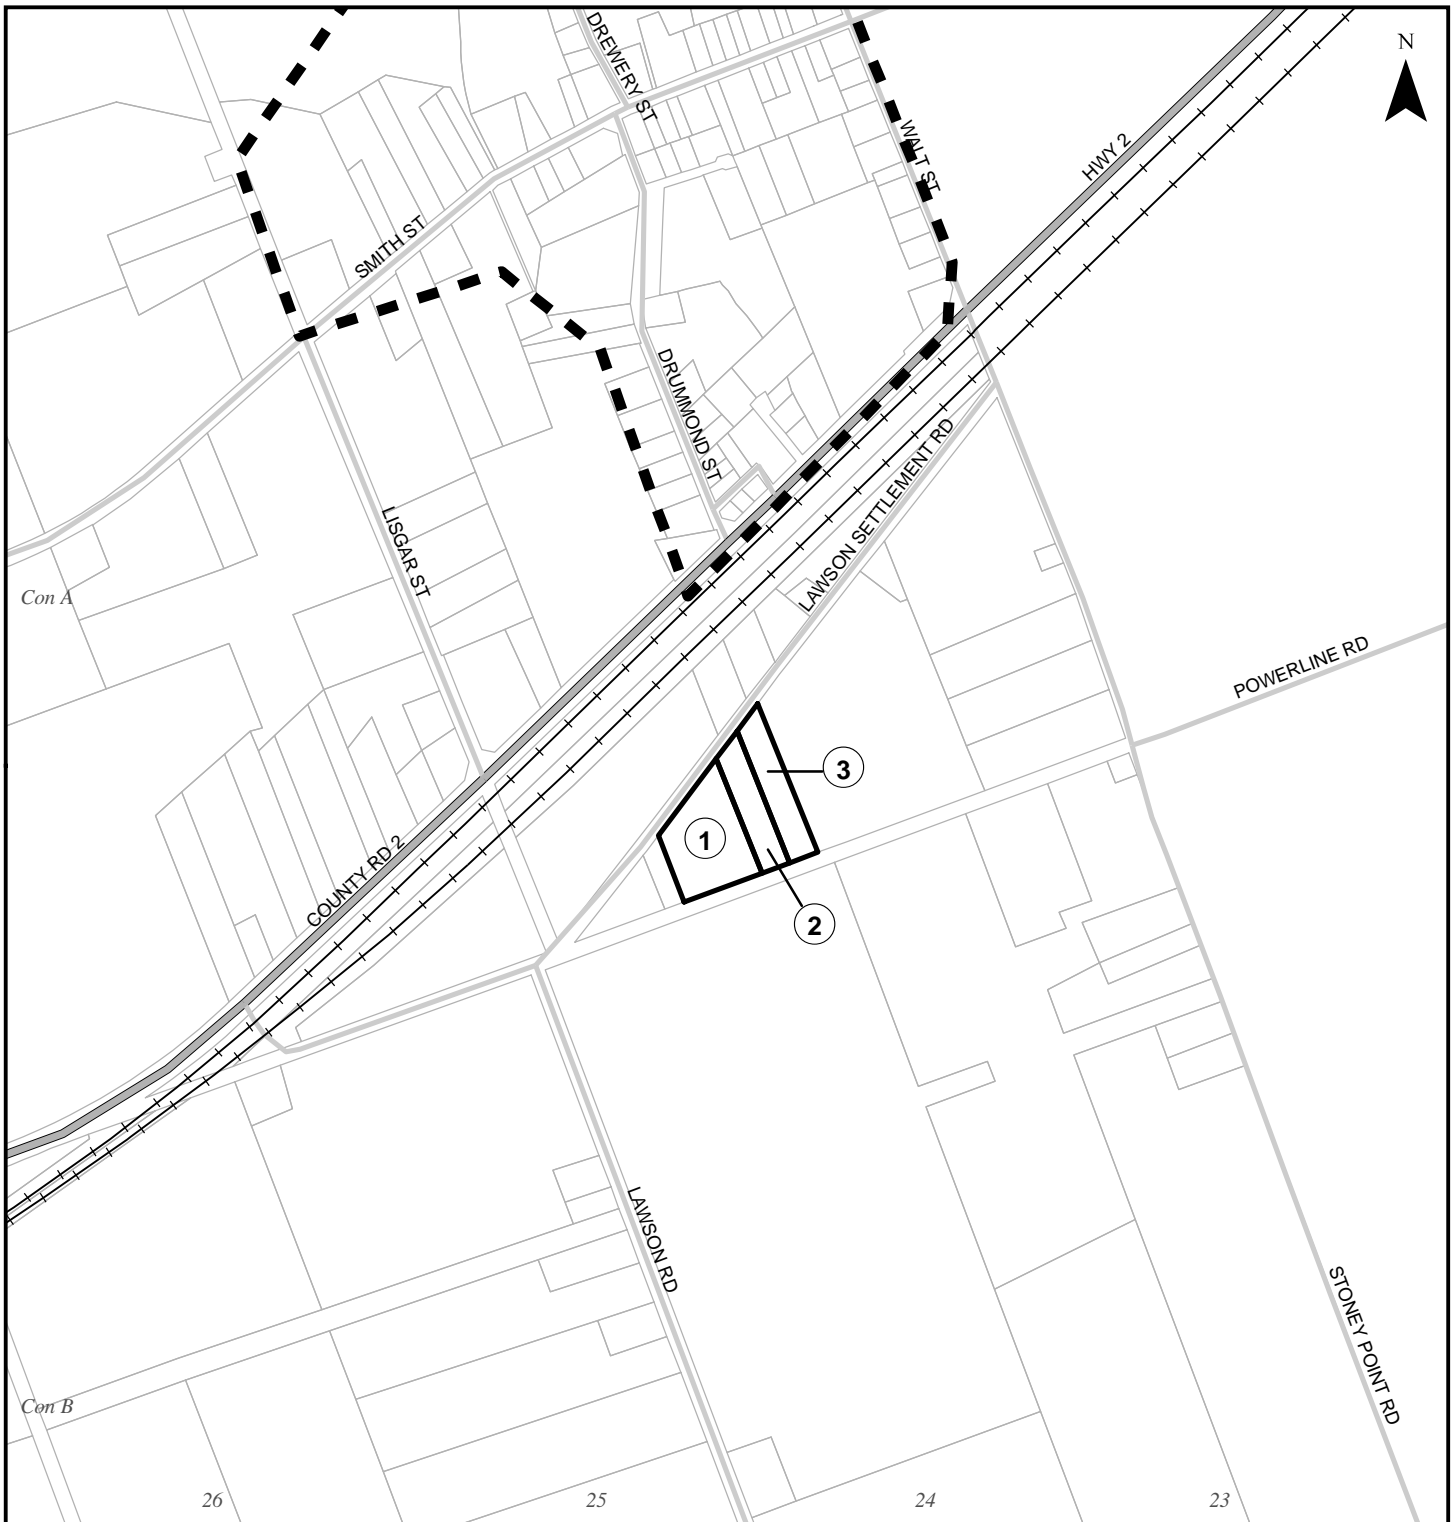 DREWERY ST
N
WALT ST
HWY 2
SMITH ST
DRUMMOND ST
LAWSON SETTLEMENT RD
LISGAR ST
Con A
POWERLINE RD
3
1
COUNTY RD 2
2
LAWSON RD
STONEY POINT RD
Con B
26
25
24
23